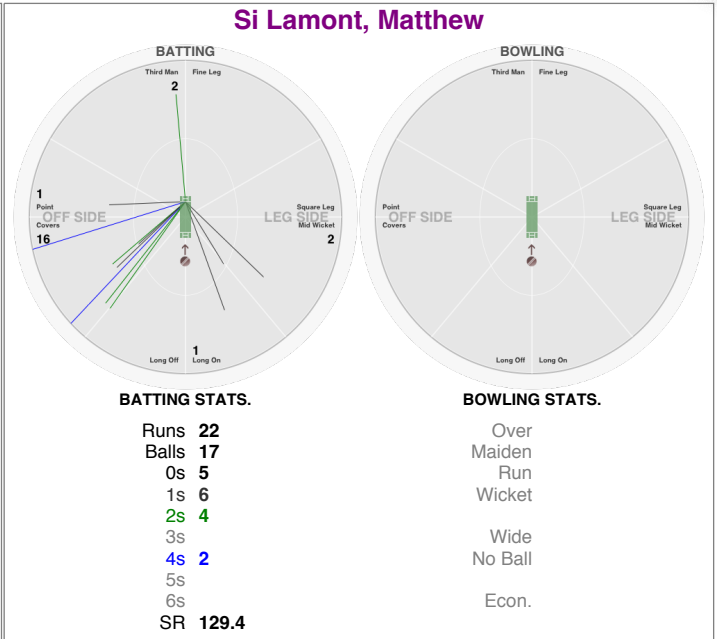 Si Lamont, Matthew
BATTING
Third Man Fine Leg
2
1
Point
OFF SIDE
Covers
16
Square Leg
LEG SIDE
Mid Wicket
2
1
Long Off Long On
BOWLING
Third Man Fine Leg
Point
OFF SIDE
Covers
Square Leg
LEG SIDE
Mid Wicket
Long Off Long On
BATTING STATS.
Runs 22
Balls 17
0s 5
1s 6
2s 4
3s
4s 2
5s
6s
SR 129.4
BOWLING STATS.
Over
Maiden
Run
Wicket
Wide
No Ball
Econ.